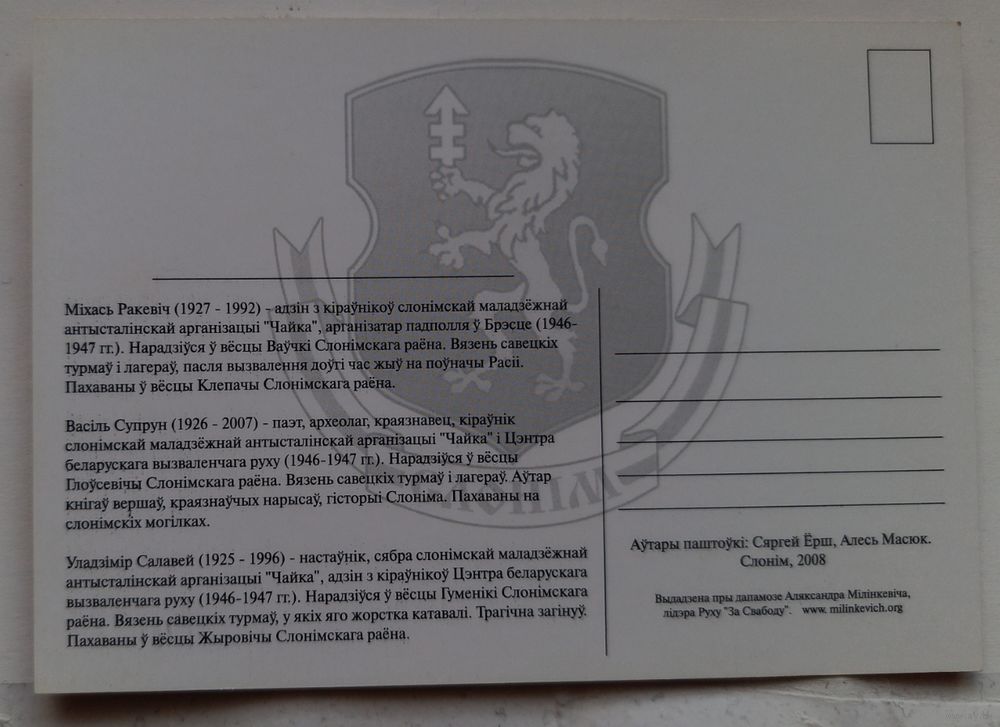 Міхась Ракевіч (1927 - 1992) - адзін з кіраўнікоў слонімскай маладзёжнай
антысталінскай арганізацыі "Чайка", арганізатар падполля ў Брэсце (1946-
1947 гг.). Нарадзіўся ў вёсцы Ваўчкі Слонімскага раёна. Вязень савецкіх
турмаў і лагераў, пасля вызвалення доўгі час жыў на поўначы Расіі.
Пахаваны ў вёсцы Клепачы Слонімскага раёна.
Васіль Супрун (1926 - 2007) - паэт, археолаг, краязнавец, кіраўнік
слонімскай маладзёжнай антысталінскай арганізацыі "Чайка" і Цэнтра
беларускага вызваленчага руху (1946-1947 гг.). Нарадзіўся ў вёсцы
Глоўсевічы Слонімскага раёна. Вязень савецкіх турмаў і лагераў. Аўтар
кнігаў вершаў, краязнаўчых нарысаў, гісторыі Слоніма. Пахаваны на
слонімскіх могілках.
Уладзімір Салавей (1925 - 1996) - настаўнік, сябра слонімскай маладзёжнай
антысталінскай арганізацыі "Чайка", адзін з кіраўнікоў Цэнтра беларускага
вызваленчага руху (1946-1947 гг.). Нарадзіўся ў вёсцы Гуменікі Слонімскага
раёна. Вязень савецкіх турмаў, у якіх яго жорстка катавалі. Трагічна загінуў.
Пахаваны ў вёсцы Жыровічы Слонімскага раёна.
Слонім
Аўтары паштоўкі: Сяргей Ёрш, Алесь Масюк.
Слонім, 2008
Выдадзена пры дапамозе Аляксандра Мілінкевіча,
лідэра Руху "За Свабоду". www. milinkevich.org